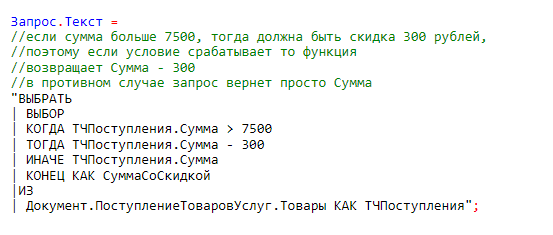 Запрос.Текст =
//если сумма больше 7500, тогда должна быть скидка 300 рублей,
//поэтому если условие срабатывает то функция
//возвращает Сумма - 300
//в противном случае запрос вернет просто Сумма
"ВЫБРАТЬ
| ВЫБОР
| КОГДА ТЧПоступления.Сумма > 7500
| ТОГДА ТЧПоступления.Сумма - 300
| ИНАЧЕ ТЧПоступления.Сумма
| КОНЕЦ КАК СуммаСоСкидкой
|ИЗ
| Документ.ПоступлениеТоваровУслуг.Товары КАК ТЧПоступления";